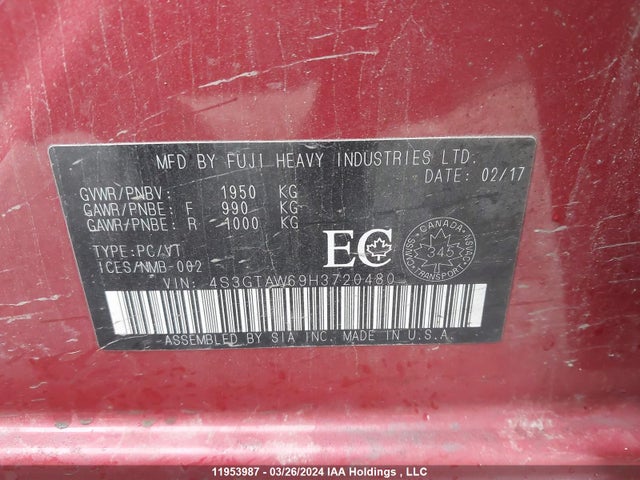 MFD BY FUJI HEAVY INDUSTRIES LTD.
DATE: 02/17
GVWR/PNBV: 1950 KG
GAWR/PNBE: F 990 KG
GAWR/PNBE: R 1000 KG
TYPE:PC/VT
ICES/NMB-002
EC
CANADA
NSVAC
TRANSPORT
CMVSS
345
VIN: 4S3GTAW69H3720480
ASSEMBLED BY SIA INC. MADE IN U.S.A.
11953987 - 03/26/2024 IAA Holdings , LLC